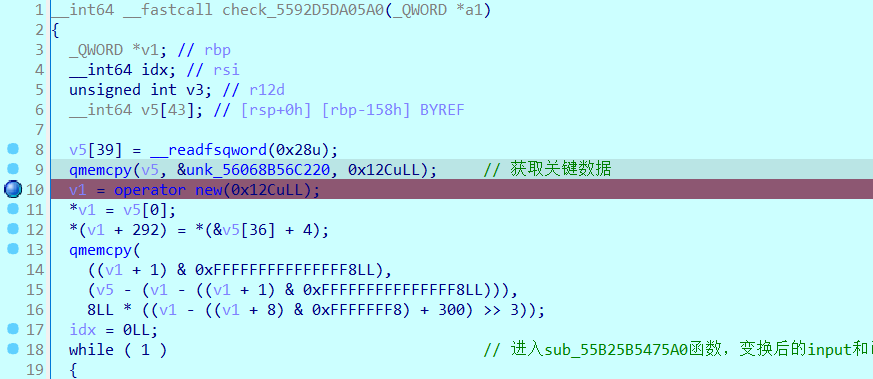 1 __int64 __fastcall check_5592D5DA05A0(_QWORD *a1)
2 {
3 _QWORD *v1; // rbp
4 __int64 idx; // rsi
5 unsigned int v3; // r12d
6 __int64 v5[43]; // [rsp+0h] [rbp-158h] BYREF
7
8 v5[39] = __readfsqword(0x28u);
9 qmemcpy(v5, &unk_56068B56C220, 0x12CuLL); // 获取关键数据
10 v1 = operator new(0x12CuLL);
11 *v1 = v5[0];
12 *(v1 + 292) = *(&v5[36] + 4);
13 qmemcpy(
14 ((v1 + 1) & 0xFFFFFFFFFFFFFFF8LL),
15 (v5 - (v1 - ((v1 + 1) & 0xFFFFFFFFFFFFFFF8LL))),
16 8LL * ((v1 - ((v1 + 8) & 0xFFFFFFF8) + 300) >> 3));
17 idx = 0LL;
18 while ( 1 ) // 进入sub_55B25B5475A0函数，变换后的input和
19 {